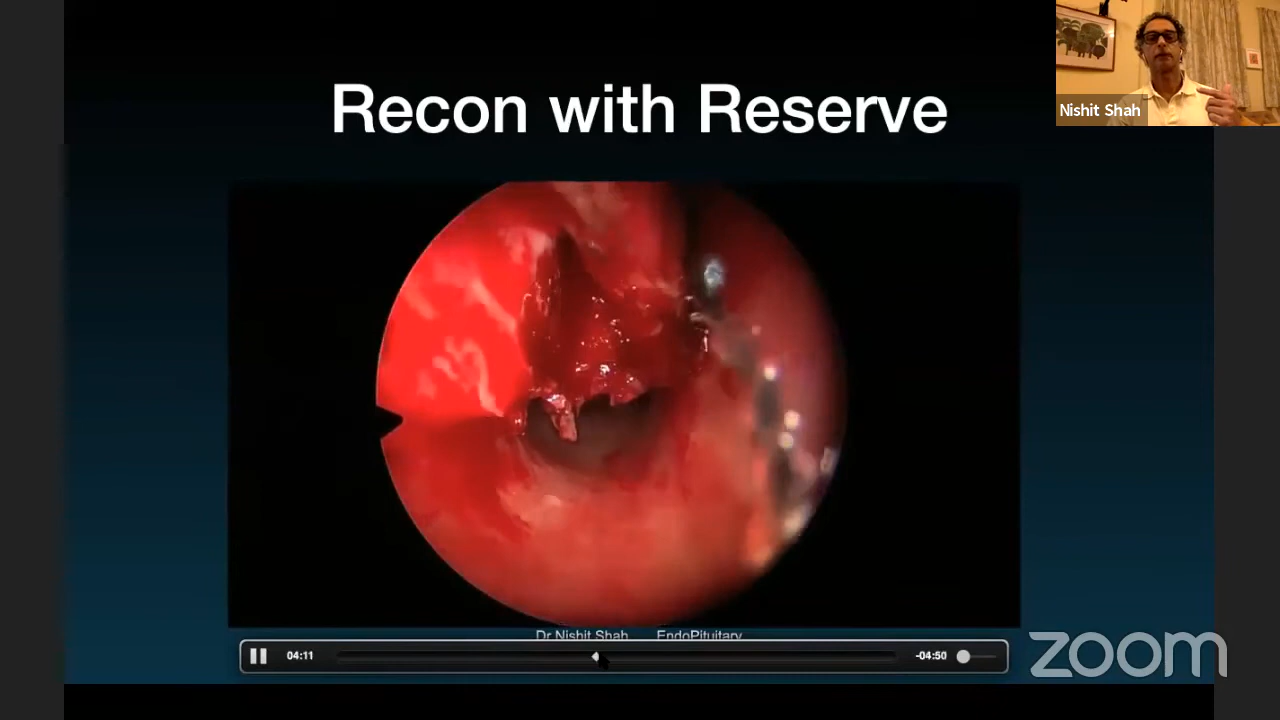 Recon with Reserve
Nishit Shah
Dr Nishit Shah EndoPituitary
04:11
-04:50
zoom